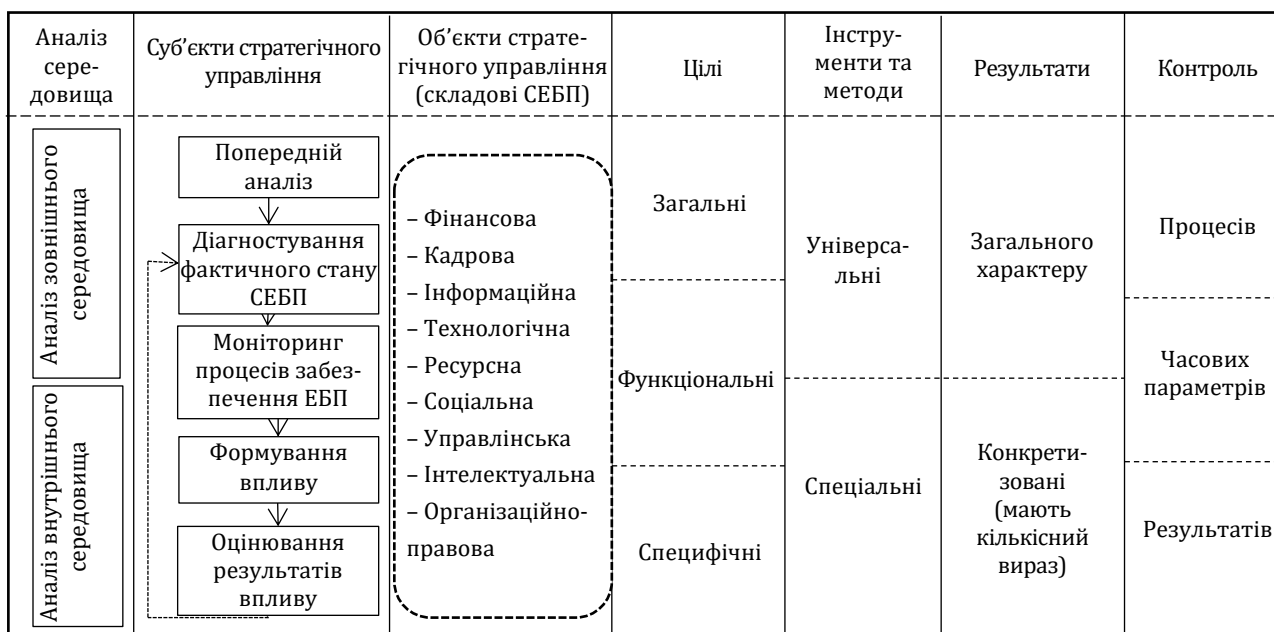 Аналіз
сере-
довища
Суб’єкти стратегічного
управління
Об’єкти страте-
гічного управління
(складові СЕБП)
Цілі
Інстру-
менти та
методи
Результати
Контроль
Аналіз зовнішнього
середовища
Аналіз внутрішнього
середовища
Попередній
аналіз
Діагностування
фактичного стану
СЕБП
Моніторинг
процесів забез-
печення ЕБП
Формування
впливу
Оцінювання
результатів
впливу
– Фінансова
– Кадрова
– Інформаційна
– Технологічна
– Ресурсна
– Соціальна
– Управлінська
– Інтелектуальна
– Організаційно-
правова
Загальні
Функціональні
Специфічні
Універса-
льні
Спеціальні
Загального
характеру
Конкрети-
зовані
(мають
кількісний
вираз)
Процесів
Часових
параметрів
Результатів